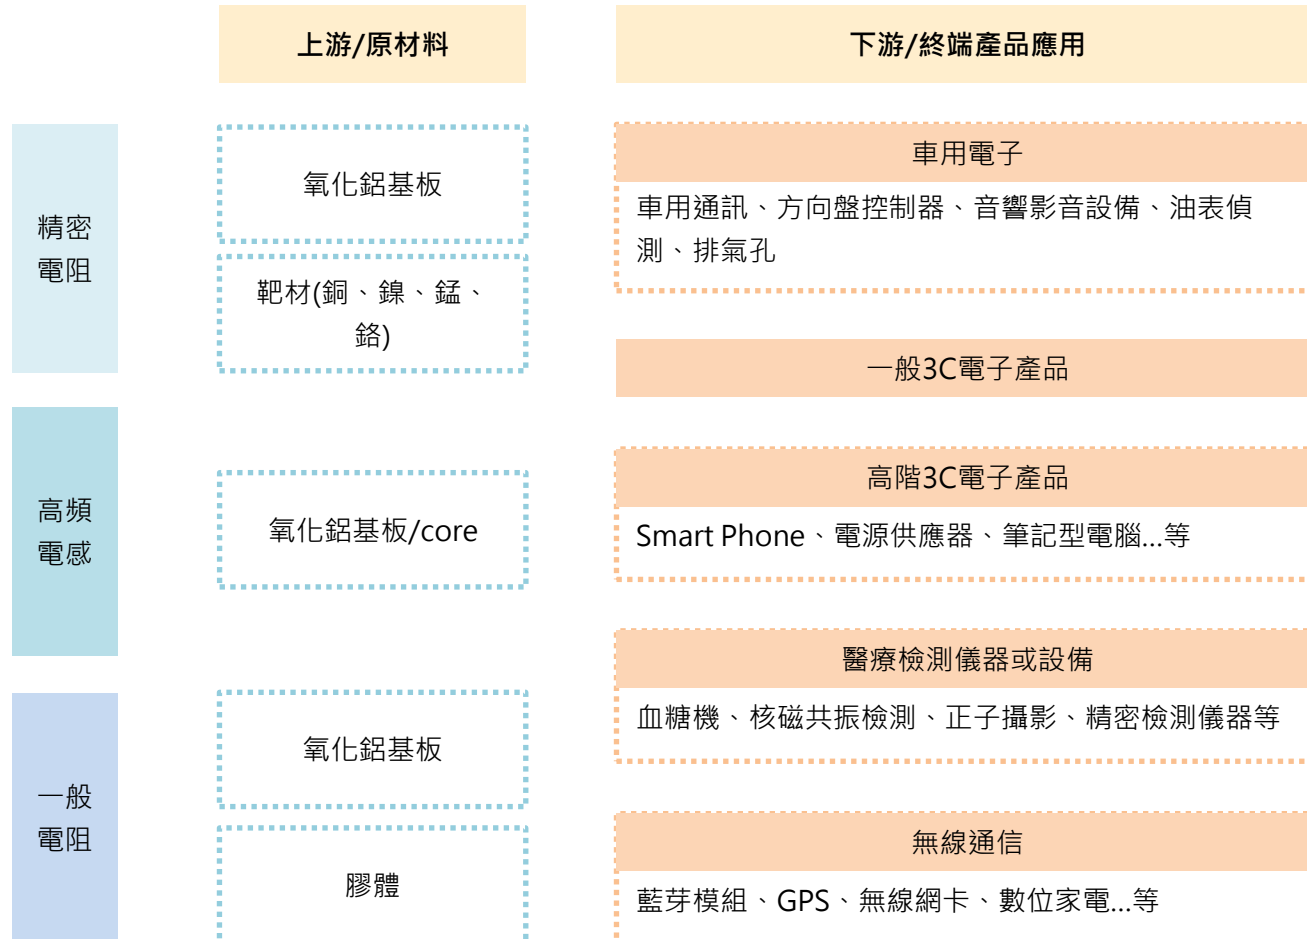 上游/原材料
下游/終端產品應用
精密
電阻
氧化鋁基板
靶材(銅、鎳、錳、
鉻)
車用電子
車用通訊、方向盤控制器、音響影音設備、油表偵
測、排氣孔
一般3C電子產品
高頻
電感
氧化鋁基板/core
高階3C電子產品
Smart Phone、電源供應器、筆記型電腦...等
醫療檢測儀器或設備
血糖機、核磁共振檢測、正子攝影、精密檢測儀器等
一般
電阻
氧化鋁基板
膠體
無線通信
藍芽模組、GPS、無線網卡、數位家電...等